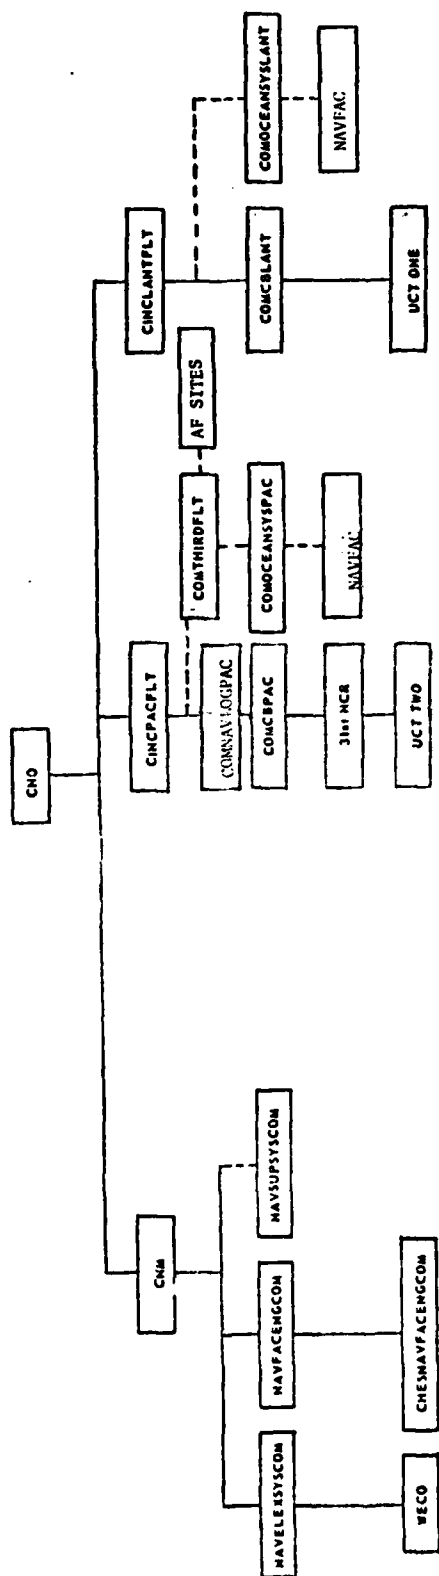 CNO
CNM
CINCPACFLT
CINCLANTFLT
COMTHIRDFLT
AF SITES
COMNAVLOGPAC
NAVELEXSYSCOM
NAVFACENGCOM
NAVSUPSYSCOM
COMCBPAC
COMOCEANSYSPAC
COMCBLANT
COMOCEANSYSLANT
31st NCR
NAVFAC
NAVFAC
WECO
CHESNAVFACENGCOM
UCT TWO
UCT ONE